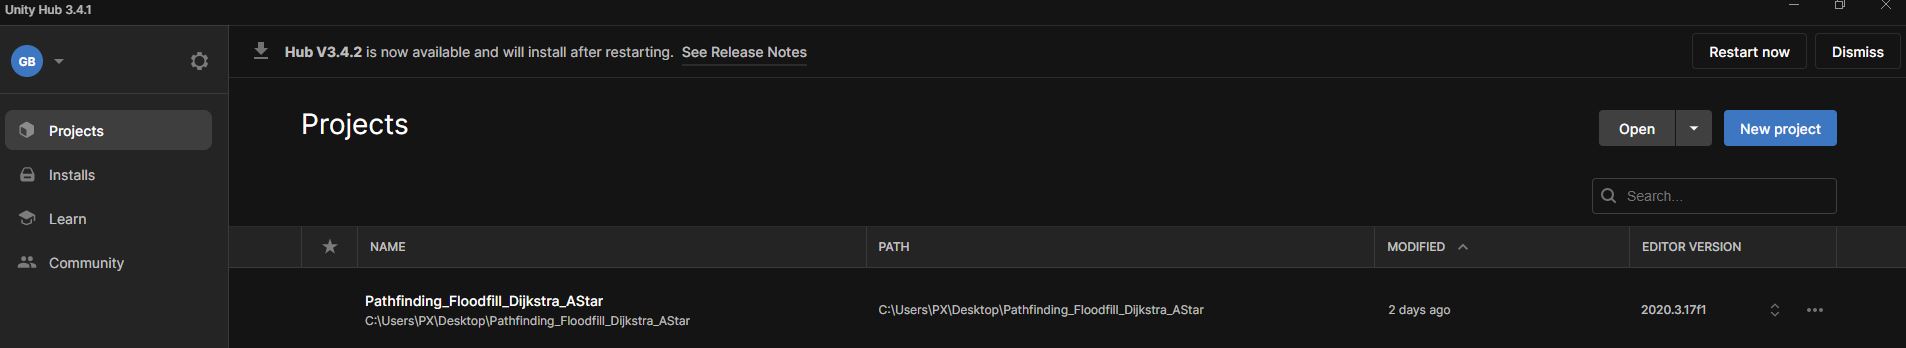 Unity Hub 3.4.1
GB
Hub V3.4.2 is now available and will install after restarting. See Release Notes
Restart now
Dismiss
Projects
Installs
Learn
Community
Projects
Open
New project
Search...
NAME
PATH
MODIFIED
EDITOR VERSION
Pathfinding_Floodfill_Dijkstra_AStar
C:\Users\PX\Desktop\Pathfinding_Floodfill_Dijkstra_AStar
C:\Users\PX\Desktop\Pathfinding_Floodfill_Dijkstra_AStar
2 days ago
2020.3.17f1